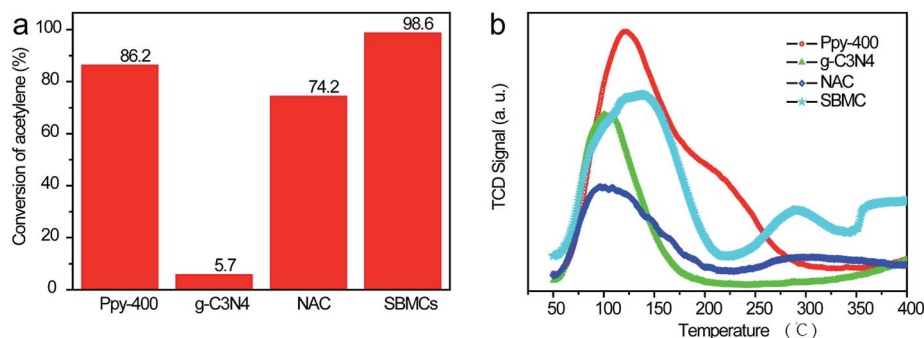 a
Conversion of acetylene (%)
100
80
60
40
20
0
86.2
5.7
74.2
98.6
Ppy-400
g-C3N4
NAC
SBMCs
b
TCD Signal (a. u.)
Ppy-400
g-C3N4
NAC
SBMC
50 100 150 200 250 300 350 400
Temperature (℃)